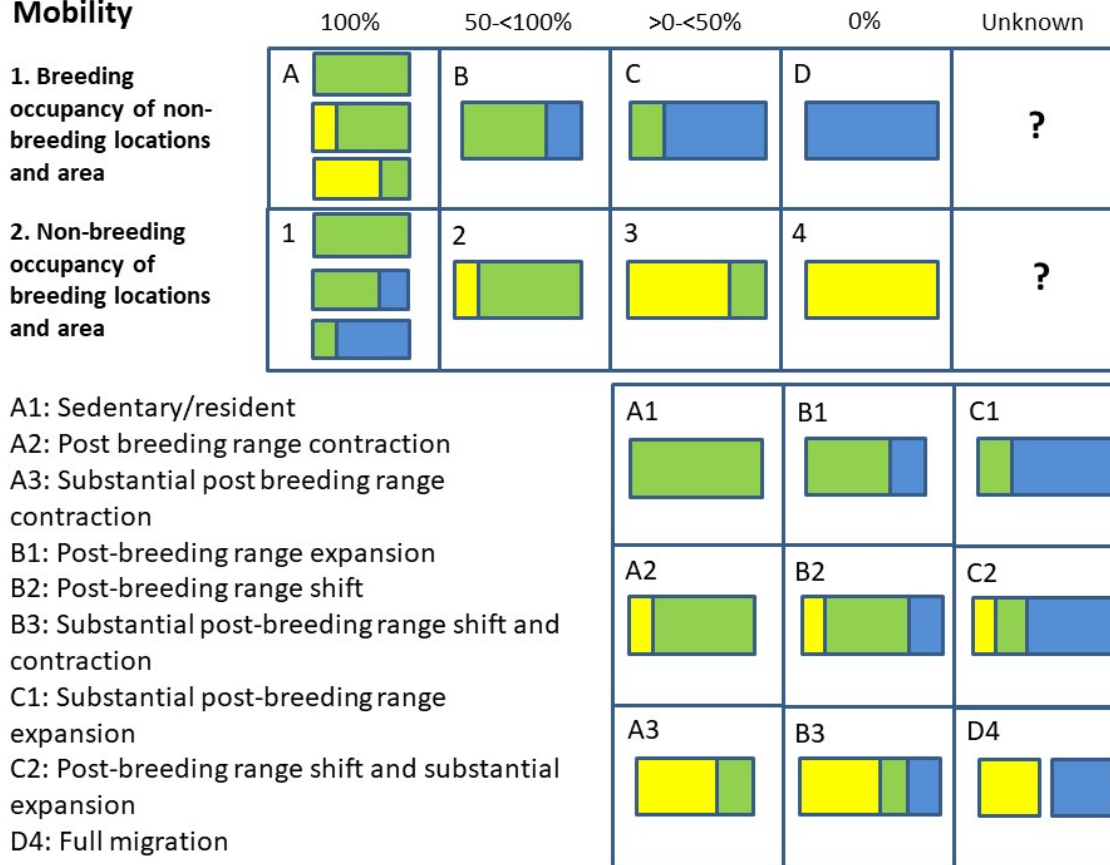 Mobility
100% 50-<100% >0-<50% 0% Unknown
1. Breeding
occupancy of non-
breeding locations
and area
A B C D ?
2. Non-breeding
occupancy of
breeding locations
and area
1 2 3 4 ?
A1: Sedentary/resident
A2: Post breeding range contraction
A3: Substantial post breeding range
contraction
B1: Post-breeding range expansion
B2: Post-breeding range shift
B3: Substantial post-breeding range shift and
contraction
C1: Substantial post-breeding range
expansion
C2: Post-breeding range shift and substantial
expansion
D4: Full migration
A1 B1 C1
A2 B2 C2
A3 B3 D4